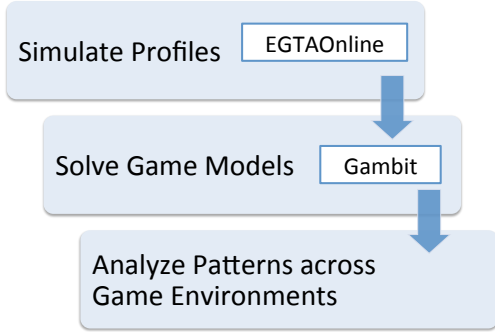 Simulate Profiles
EGTAOnline
Solve Game Models
Gambit
Analyze Patterns across
Game Environments